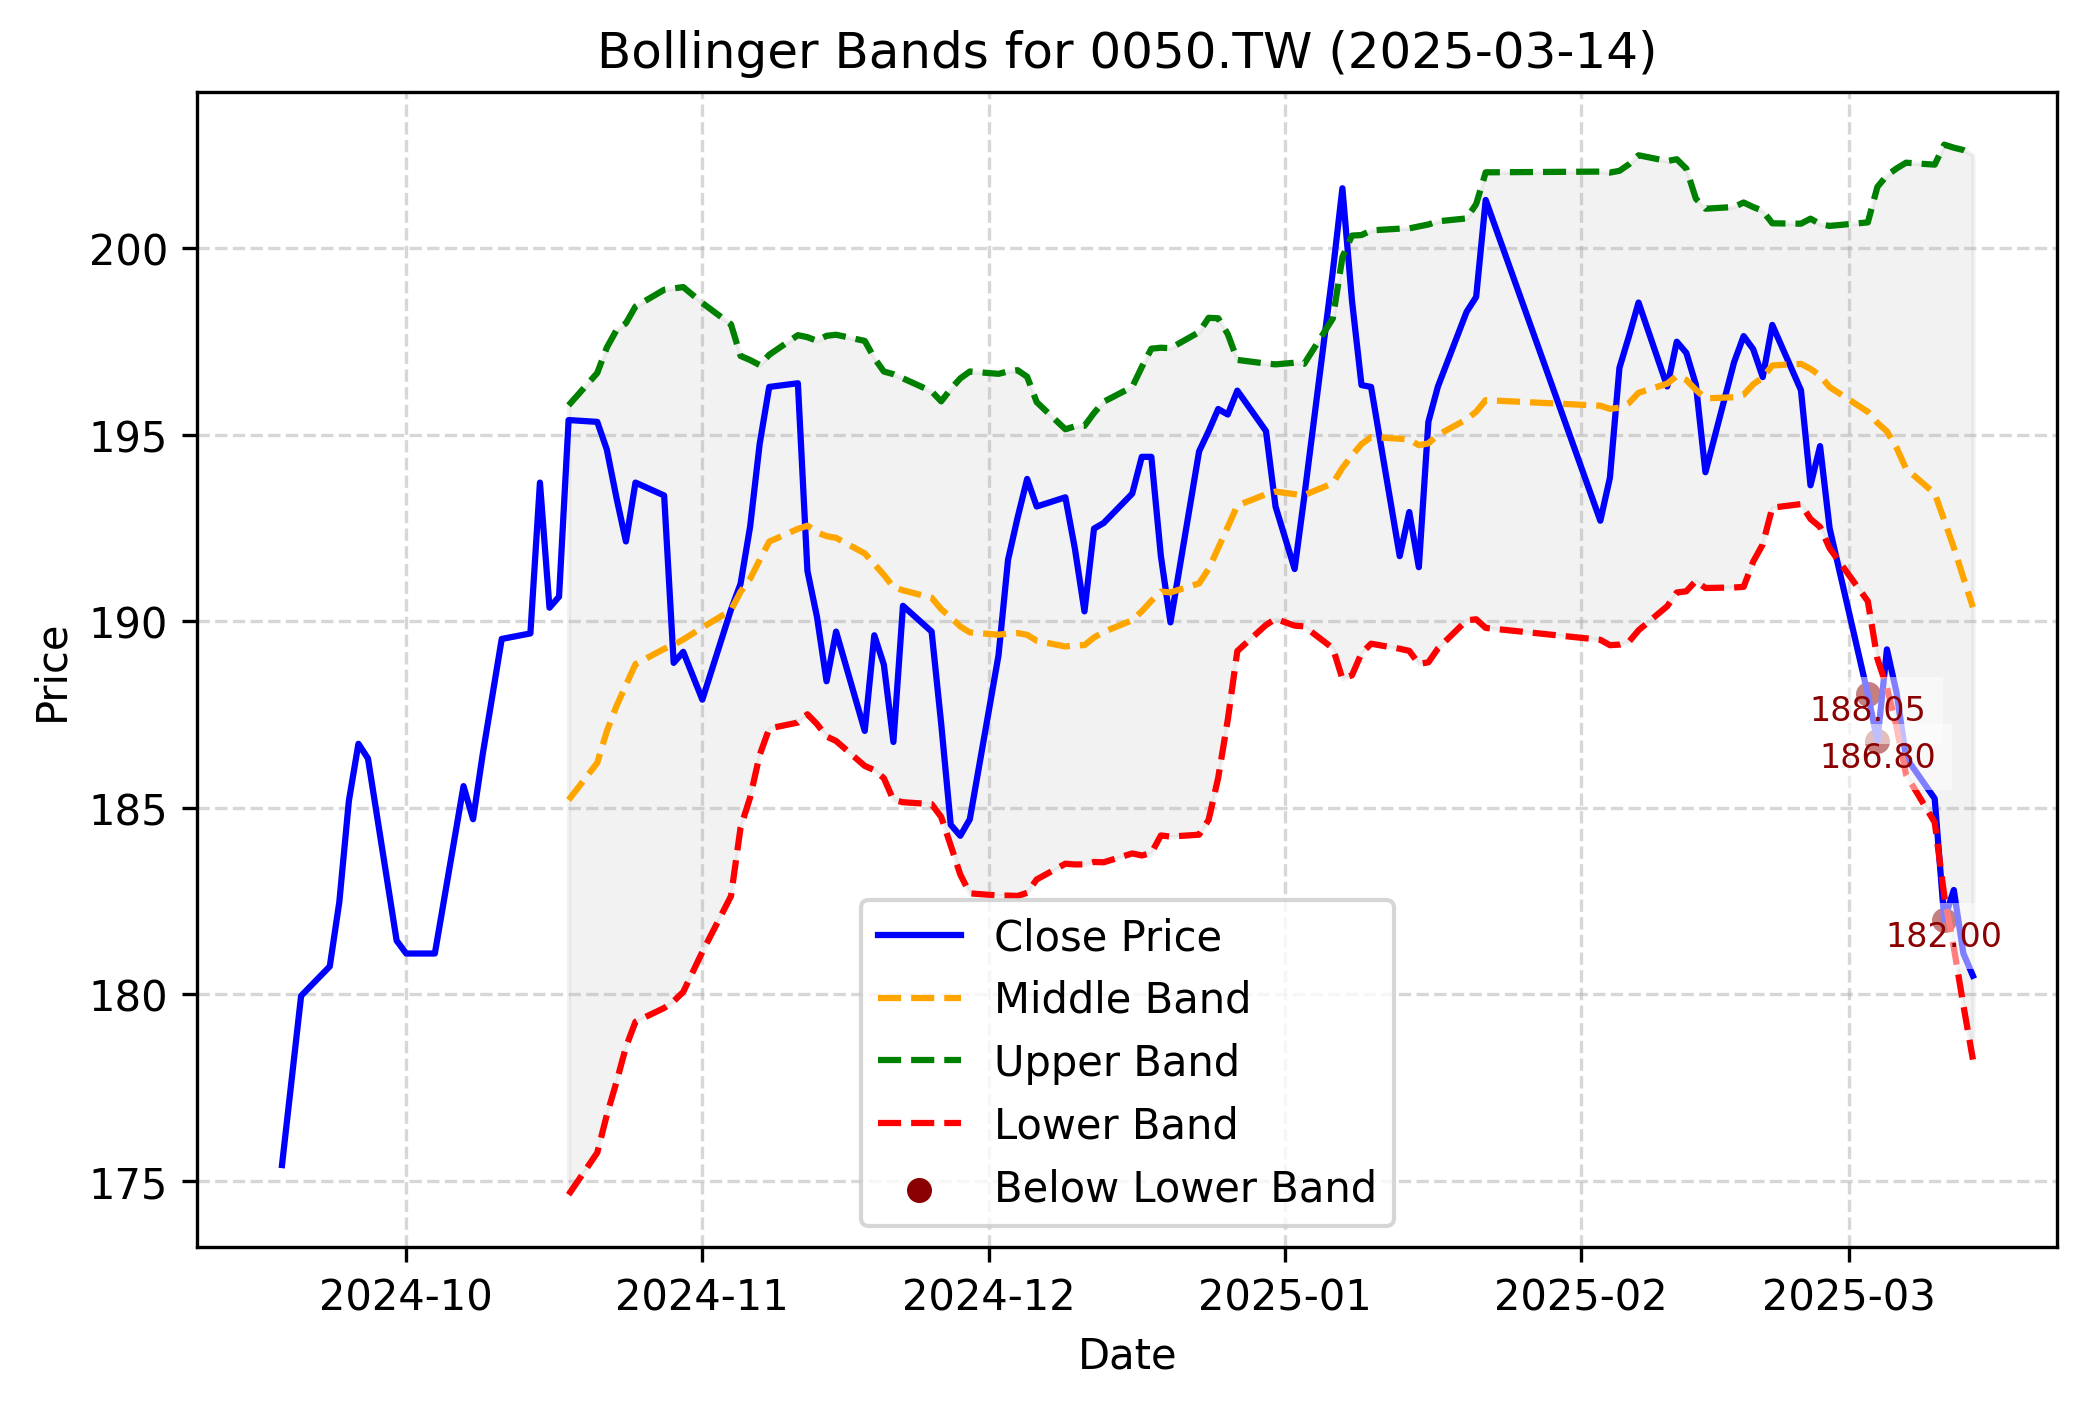 Bollinger Bands for 0050.TW (2025-03-14)
Price
200
195
190
185
180
175
188.05
186.80
182.00
Close Price
Middle Band
Upper Band
Lower Band
Below Lower Band
2024-10 2024-11 2024-12 2025-01 2025-02 2025-03
Date